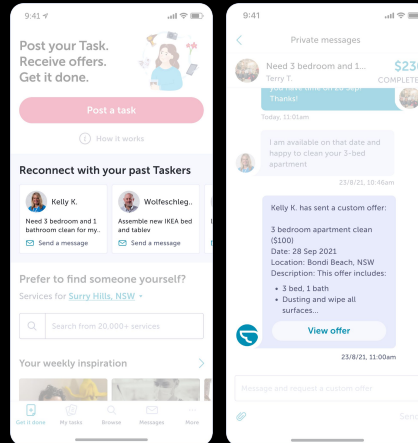 9:41
Post your Task.
Receive offers.
Get it done.
Post a task
How it works
Reconnect with your past Taskers
Kelly K.
Need 3 bedroom and 1
bathroom clean for my..
Send a message
Wolfeschleg..
Assemble new IKEA bed
and tablev
Send a message
Prefer to find someone yourself?
Services for Surry Hills, NSW
Search from 20,000+ services
Your weekly inspiration
Get it done
My tasks
Browse
Messages
More
9:41
Private messages
Need 3 bedroom and 1...
Terry T.
COMPLETE
Thanks!
Today, 11:01am
I am available on that date and
happy to clean your 3-bed
apartment
23/8/21, 10:46am
Kelly K. has sent a custom offer:
3 bedroom apartment clean
($100)
Date: 28 Sep 2021
Location: Bondi Beach, NSW
Description: This offer includes:
• 3 bed, 1 bath
• Dusting and wipe all
surfaces...
View offer
23/8/21, 11:00am
Message and request a custom offer
Send